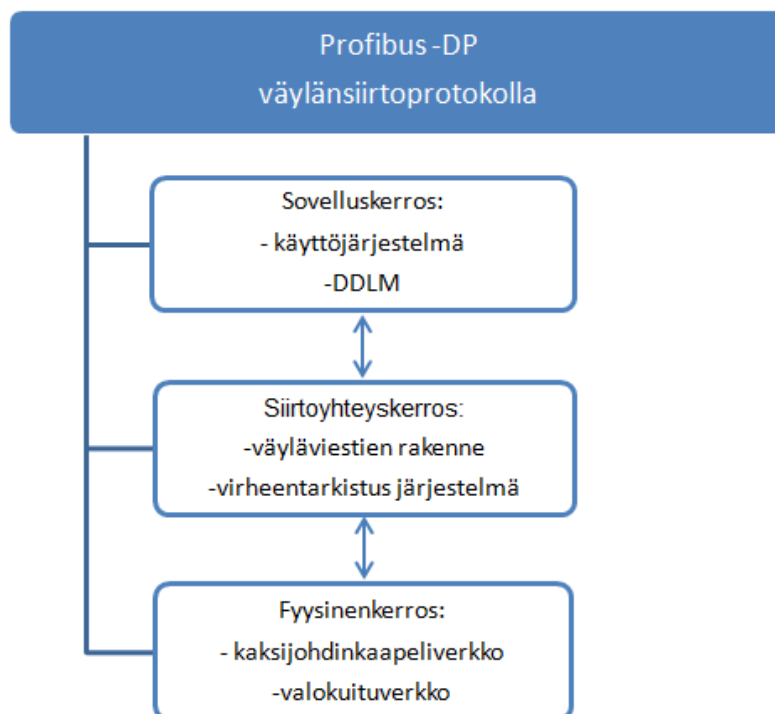 Profibus -DP
väylänsiirtoprotokolla
Sovelluskerros:
- käyttöjärjestelmä
-DDLM
Siirtoyhteyskerros:
-väyläviestien rakenne
-virheentarkistus järjestelmä
Fyysinenkerros:
- kaksijohdinkaapeliverkko
-valokuituverkko